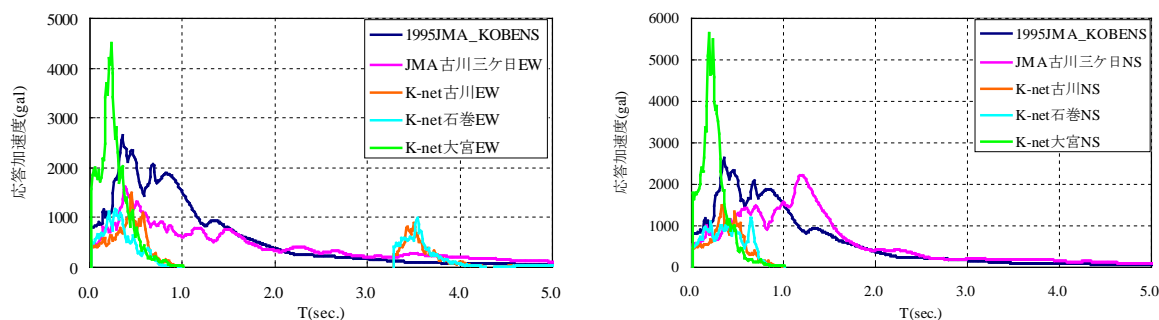 5000
4000
3000
2000
1000
0
応答加速度(gal)
0.0 1.0 2.0 3.0 4.0 5.0
T(sec.)
1995JMA_KOBENS
JMA古川三ケ日EW
K-net古川EW
K-net石巻EW
K-net大宮EW
6000
5000
4000
3000
2000
1000
0
応答加速度(gal)
0.0 1.0 2.0 3.0 4.0 5.0
T(sec.)
1995JMA_KOBENS
JMA古川三ケ日NS
K-net古川NS
K-net石巻NS
K-net大宮NS